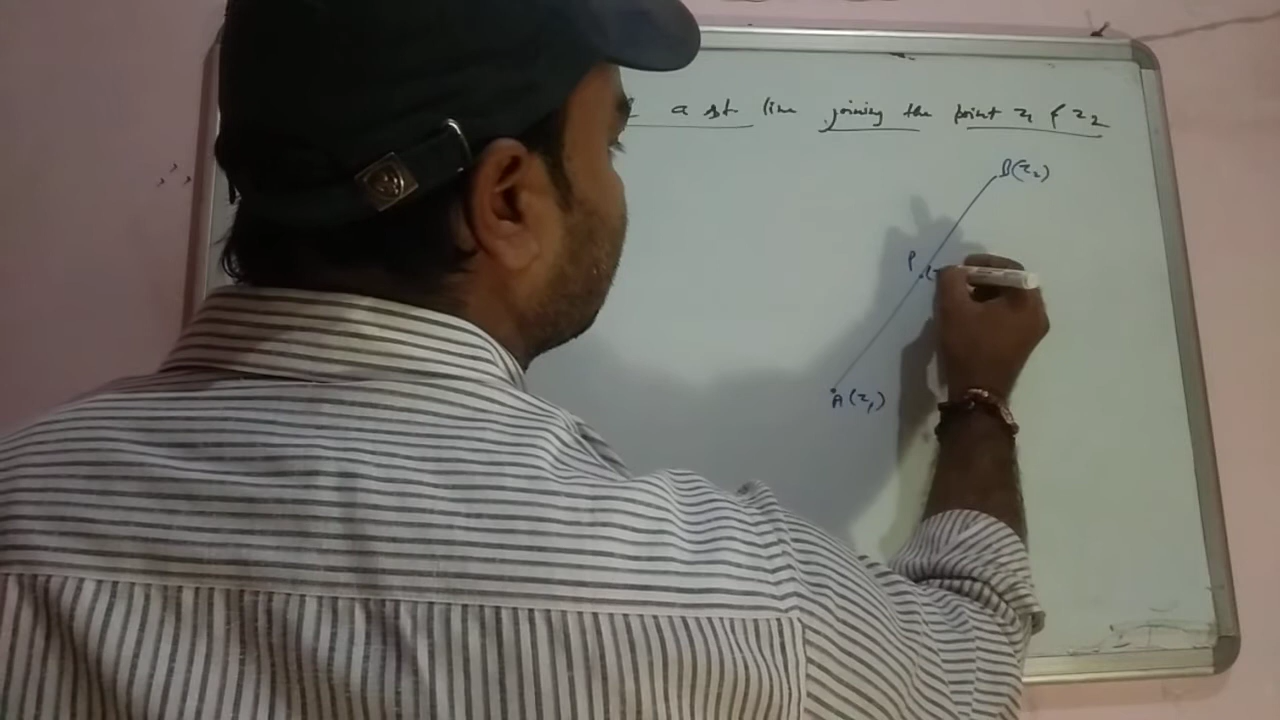 a st. line joining the point z1 & z2
B(z2)
P
A(z1)